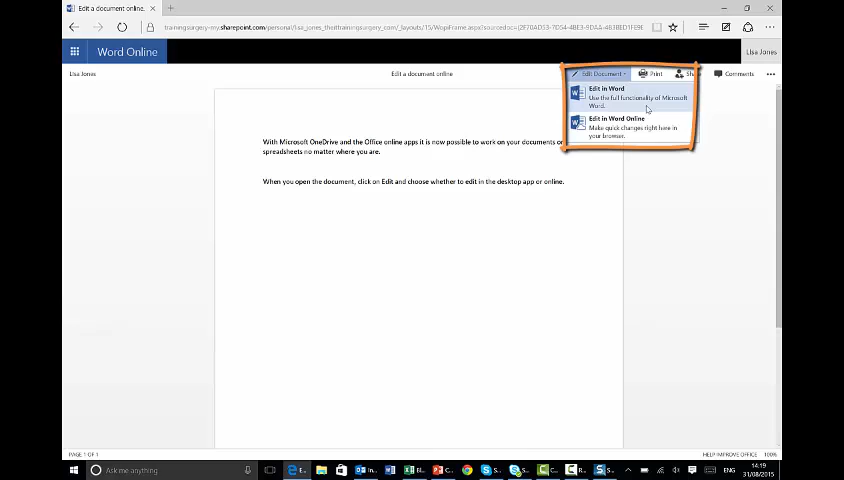 Edit a document online.
trainingsurgery-my.sharepoint.com/personal/lisa_jones_theittrainingsurgery_com/_layouts/15/WopiFrame.aspx?sourcedoc=
Word Online
Lisa Jones
Lisa Jones
Edit a document online
Edit Document
Print
Share
Comments
Edit in Word
Use the full functionality of Microsoft
Word.
Edit in Word Online
Make quick changes right here in
your browser.
With Microsoft OneDrive and the Office online apps it is now possible to work on your documents or
spreadsheets no matter where you are.
When you open the document, click on Edit and choose whether to edit in the desktop app or online.
PAGE 1 OF 1
HELP IMPROVE OFFICE
100%
Ask me anything
E...
In...
Bl...
C...
S...
S...
C...
R...
S...
ENG
14:19
31/08/2015